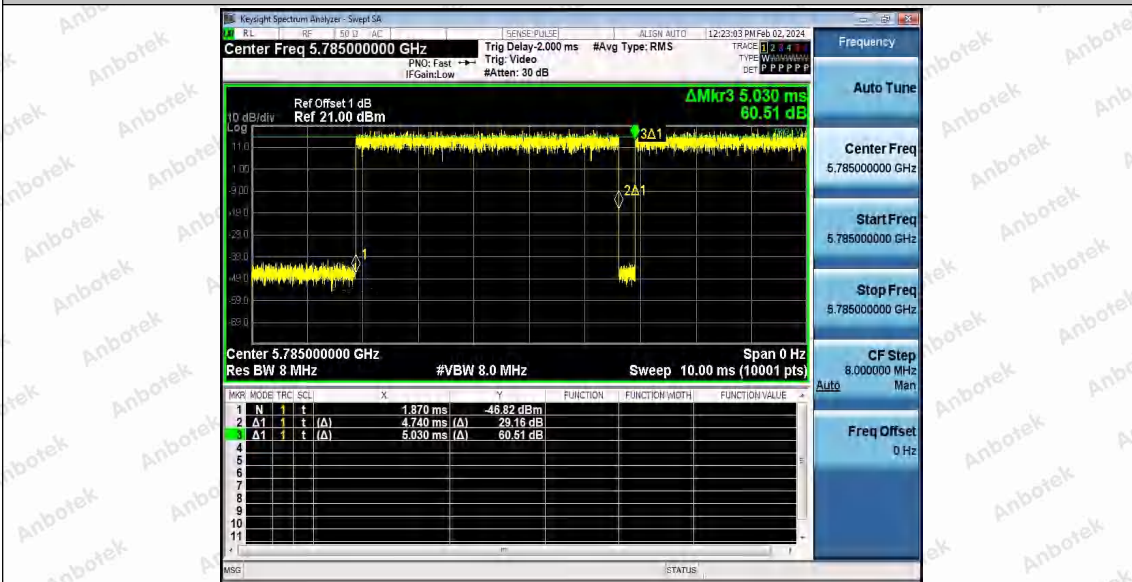 Keysight Spectrum Analyzer - Swept SA
RL RF 50 Ω AC SENSE:PULSE ALIGN AUTO 12:23:03 PM Feb 02, 2024
Center Freq 5.785000000 GHz
PNO: Fast
IFGain:Low
Trig Delay-2.000 ms
Trig: Video
#Atten: 30 dB
#Avg Type: RMS
TRACE 1 2 3 4 5 6
TYPE
DET P P P P P P
Frequency
Auto Tune
Center Freq
5.785000000 GHz
Start Freq
5.785000000 GHz
Stop Freq
5.785000000 GHz
CF Step
8.000000 MHz
Auto Man
Freq Offset
0 Hz
ΔMkr3 5.030 ms
60.51 dB
Ref Offset 1 dB
10 dB/div Ref 21.00 dBm
Log
11.0
1.00
-9.00
-19.0
-29.0
-39.0
-49.0
-59.0
-69.0
1
2Δ1
3Δ1
Center 5.785000000 GHz Span 0 Hz
Res BW 8 MHz #VBW 8.0 MHz Sweep 10.00 ms (10001 pts)
MKR MODE TRC SCL X Y FUNCTION FUNCTION WIDTH FUNCTION VALUE
1 N 1 t 1.870 ms -46.82 dBm
2 Δ1 1 t (Δ) 4.740 ms (Δ) 29.16 dB
3 Δ1 1 t (Δ) 5.030 ms (Δ) 60.51 dB
4
5
6
7
8
9
10
11
MSG STATUS
Anbotek